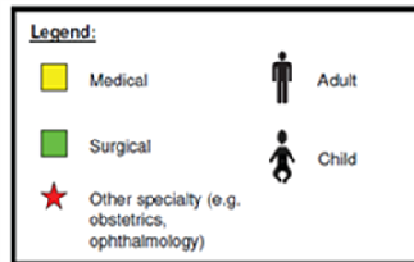 Legend:
Medical
Adult
Surgical
Child
Other specialty (e.g.
obstetrics,
ophthalmology)